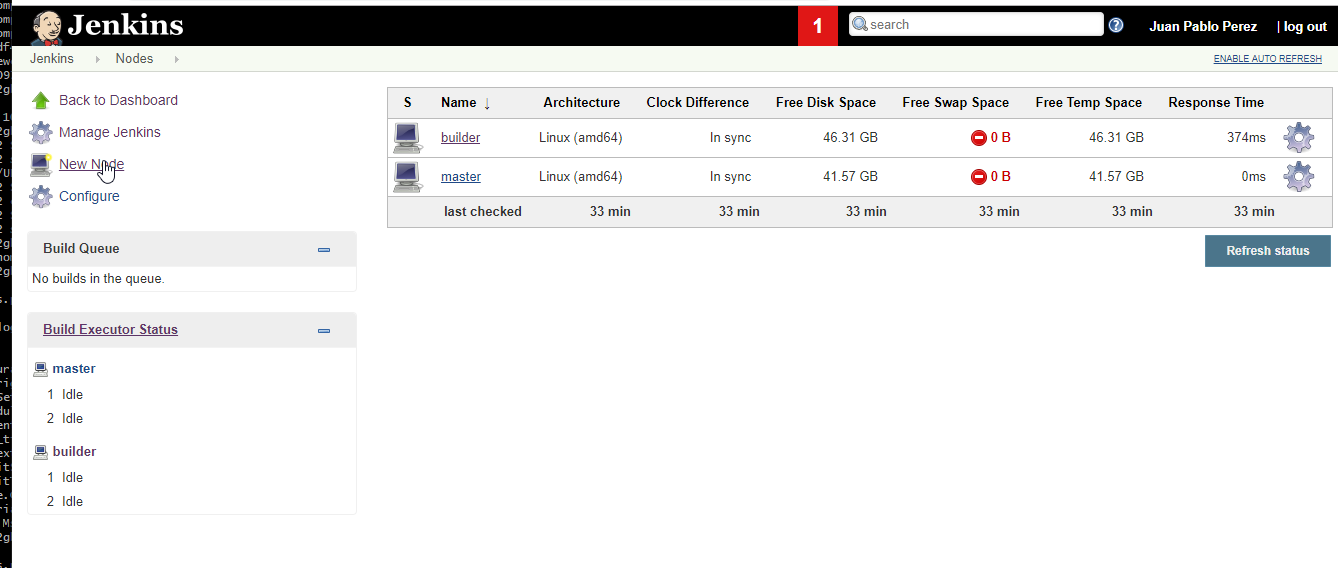 Jenkins
1
search
Juan Pablo Perez
| log out
Jenkins
Nodes
ENABLE AUTO REFRESH
Back to Dashboard
Manage Jenkins
New Node
Configure
Build Queue
No builds in the queue.
Build Executor Status
master
1 Idle
2 Idle
builder
1 Idle
2 Idle
S Name ↓ Architecture Clock Difference Free Disk Space Free Swap Space Free Temp Space Response Time
builder Linux (amd64) In sync 46.31 GB 0 B 46.31 GB 374ms
master Linux (amd64) In sync 41.57 GB 0 B 41.57 GB 0ms
last checked 33 min 33 min 33 min 33 min 33 min 33 min
Refresh status